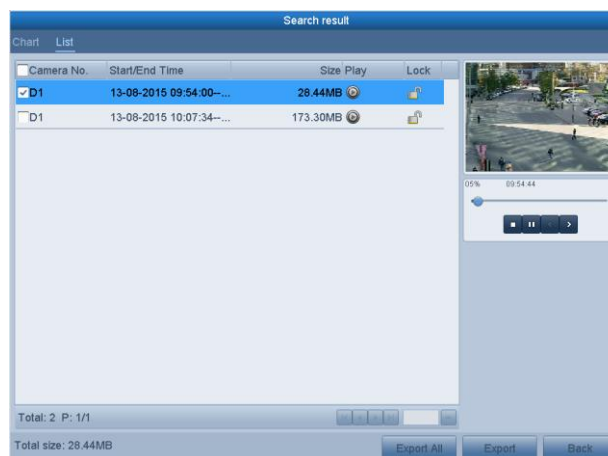 Search result
Chart List
Camera No. Start/End Time Size Play Lock
D1 13-08-2015 09:54:00--... 28.44MB
D1 13-08-2015 10:07:34--... 173.30MB
05% 09:54:44
Total: 2 P: 1/1
Total size: 28.44MB
Export All Export Back